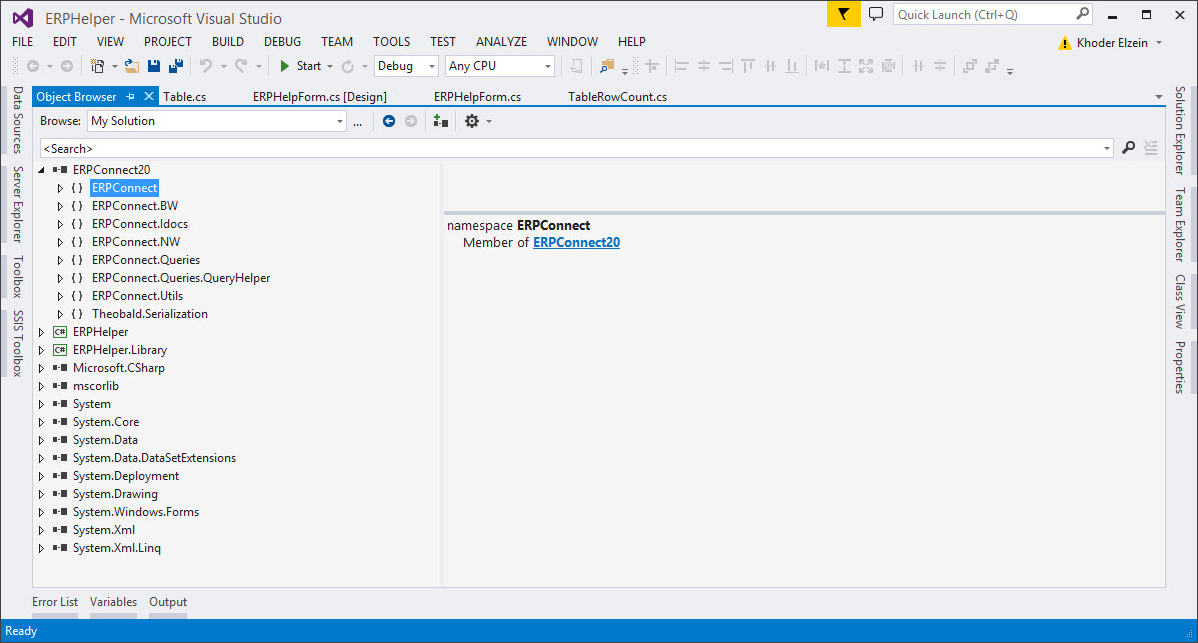 ERPHelper - Microsoft Visual Studio
Quick Launch (Ctrl+Q)
FILE EDIT VIEW PROJECT BUILD DEBUG TEAM TOOLS TEST ANALYZE WINDOW HELP
Khoder Elzein
Start Debug Any CPU
Object Browser Table.cs ERPHelpForm.cs [Design] ERPHelpForm.cs TableRowCount.cs
Browse: My Solution ...
<Search>
ERPConnect20
{ } ERPConnect
{ } ERPConnect.BW
{ } ERPConnect.Idocs
{ } ERPConnect.NW
{ } ERPConnect.Queries
{ } ERPConnect.Queries.QueryHelper
{ } ERPConnect.Utils
{ } Theobald.Serialization
C# ERPHelper
C# ERPHelper.Library
Microsoft.CSharp
mscorlib
System
System.Core
System.Data
System.Data.DataSetExtensions
System.Deployment
System.Drawing
System.Windows.Forms
System.Xml
System.Xml.Linq
namespace ERPConnect
Member of ERPConnect20
Data Sources
Server Explorer
Toolbox
SSIS Toolbox
Solution Explorer
Team Explorer
Class View
Properties
Error List Variables Output
Ready